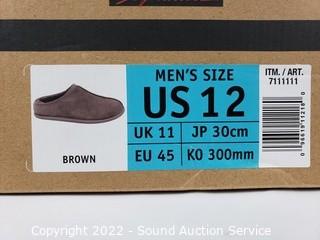 MEN'S SIZE
US 12
UK 11 JP 30cm
EU 45 KO 300mm
BROWN
ITM. / ART.
7111111
Copyright 2022 - Sound Auction Service